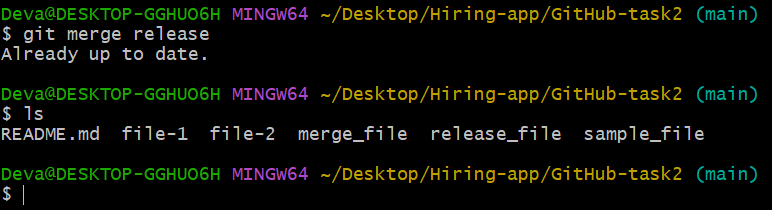 Deva@DESKTOP-GGHUO6H MINGW64 ~/Desktop/Hiring-app/GitHub-task2 (main)
$ git merge release
Already up to date.
Deva@DESKTOP-GGHUO6H MINGW64 ~/Desktop/Hiring-app/GitHub-task2 (main)
$ ls
README.md  file-1  file-2  merge_file  release_file  sample_file
Deva@DESKTOP-GGHUO6H MINGW64 ~/Desktop/Hiring-app/GitHub-task2 (main)
$